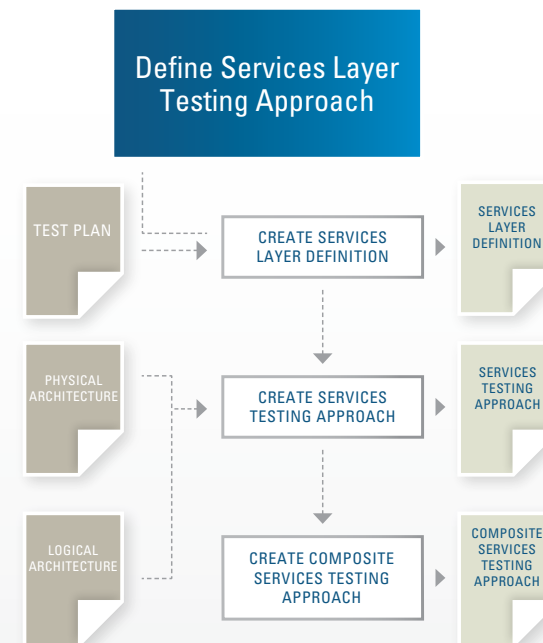 Define Services Layer
Testing Approach
TEST PLAN
CREATE SERVICES
LAYER DEFINITION
SERVICES
LAYER
DEFINITION
PHYSICAL
ARCHITECTURE
CREATE SERVICES
TESTING APPROACH
SERVICES
TESTING
APPROACH
LOGICAL
ARCHITECTURE
CREATE COMPOSITE
SERVICES TESTING
APPROACH
COMPOSITE
SERVICES
TESTING
APPROACH